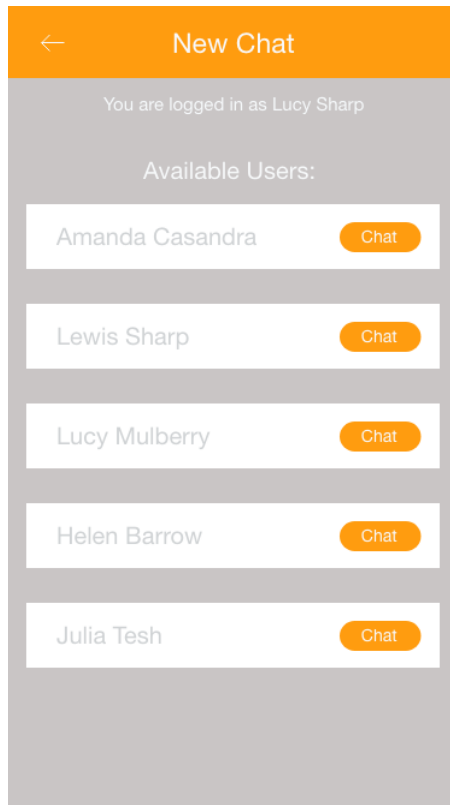 New Chat
You are logged in as Lucy Sharp
Available Users:
Amanda Casandra Chat
Lewis Sharp Chat
Lucy Mulberry Chat
Helen Barrow Chat
Julia Tesh Chat